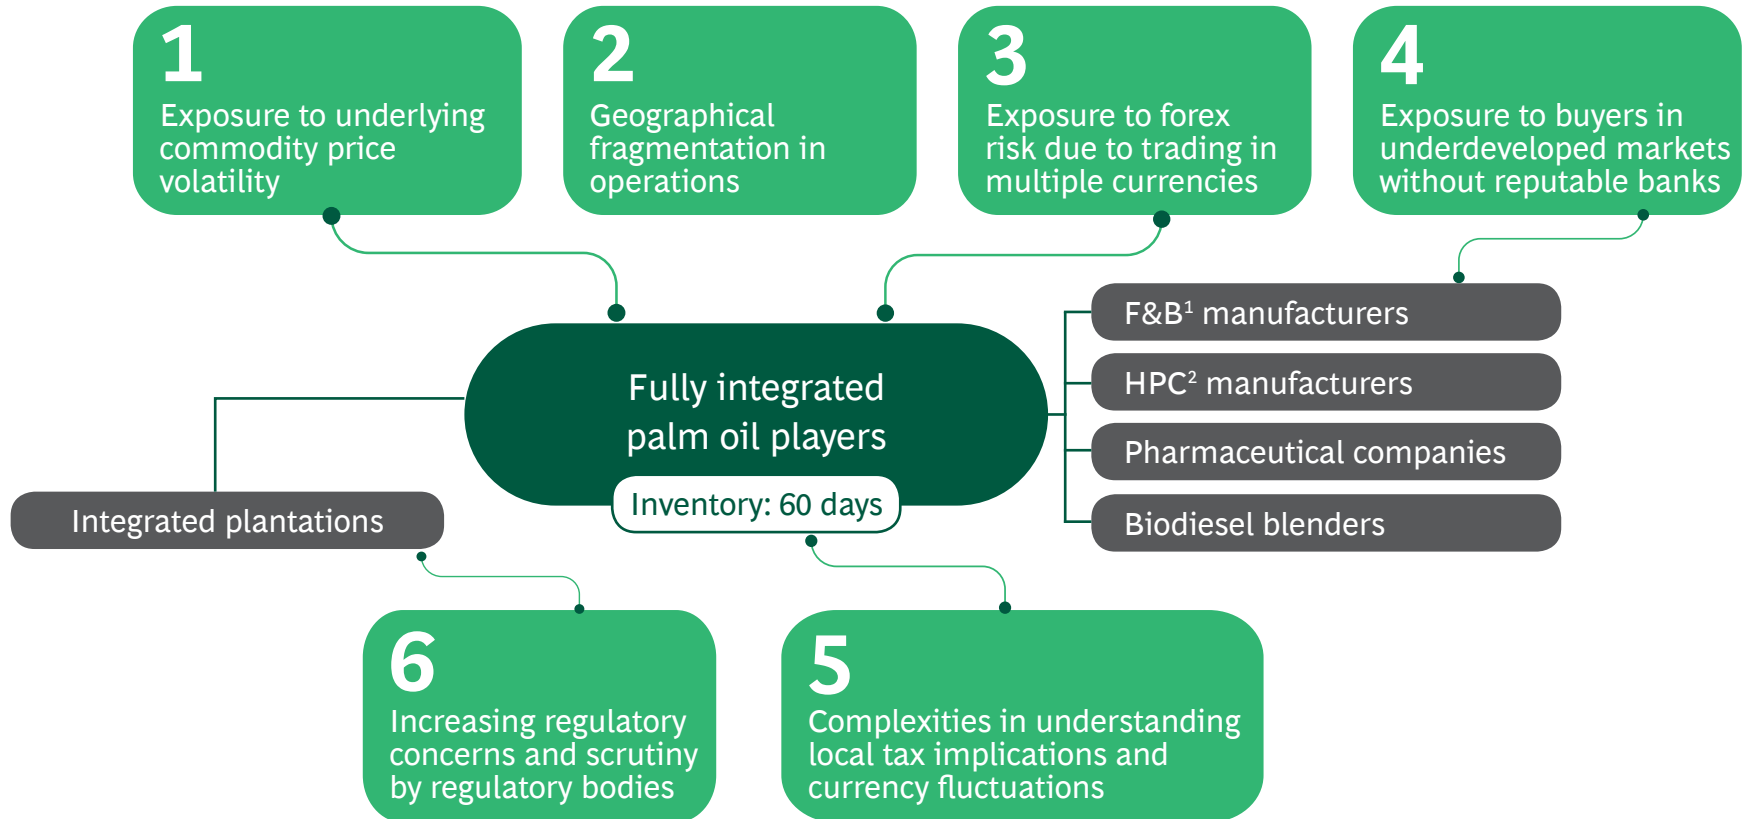 1
Exposure to underlying
commodity price
volatility
2
Geographical
fragmentation in
operations
3
Exposure to forex
risk due to trading in
multiple currencies
4
Exposure to buyers in
underdeveloped markets
without reputable banks
Fully integrated
palm oil players
Inventory: 60 days
F&B¹ manufacturers
HPC² manufacturers
Pharmaceutical companies
Biodiesel blenders
Integrated plantations
6
Increasing regulatory
concerns and scrutiny
by regulatory bodies
5
Complexities in understanding
local tax implications and
currency fluctuations